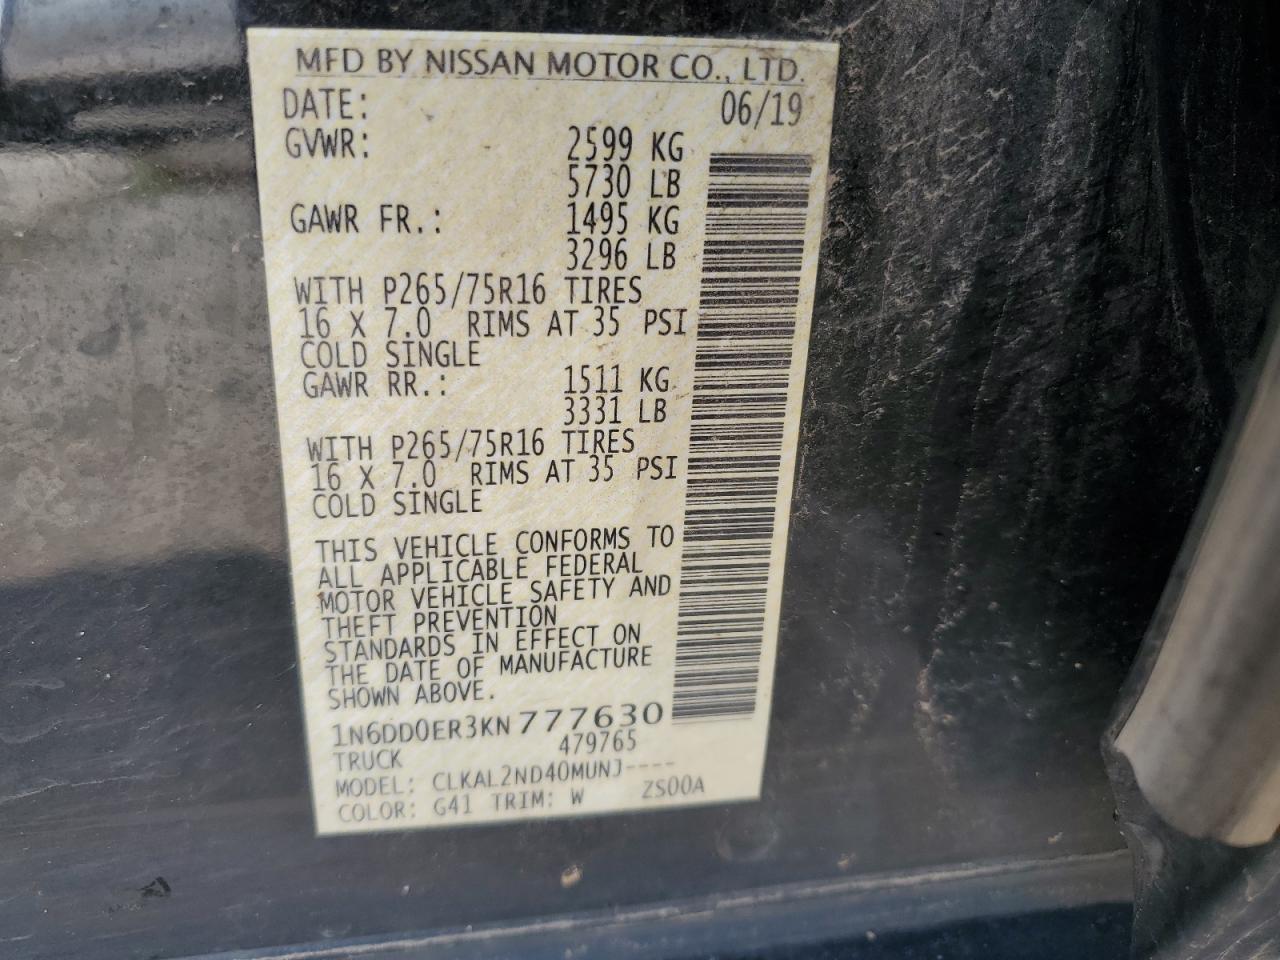 MFD BY NISSAN MOTOR CO., LTD.
DATE: 06/19
GVWR: 2599 KG
5730 LB
GAWR FR.: 1495 KG
3296 LB
WITH P265/75R16 TIRES
16 X 7.0 RIMS AT 35 PSI
COLD SINGLE
GAWR RR.: 1511 KG
3331 LB
WITH P265/75R16 TIRES
16 X 7.0 RIMS AT 35 PSI
COLD SINGLE
THIS VEHICLE CONFORMS TO
ALL APPLICABLE FEDERAL
MOTOR VEHICLE SAFETY AND
THEFT PREVENTION
STANDARDS IN EFFECT ON
THE DATE OF MANUFACTURE
SHOWN ABOVE.
1N6DD0ER3KN777630
TRUCK 479765
MODEL: CLKAL2ND40MUNJ----
COLOR: G41 TRIM: W ZS00A